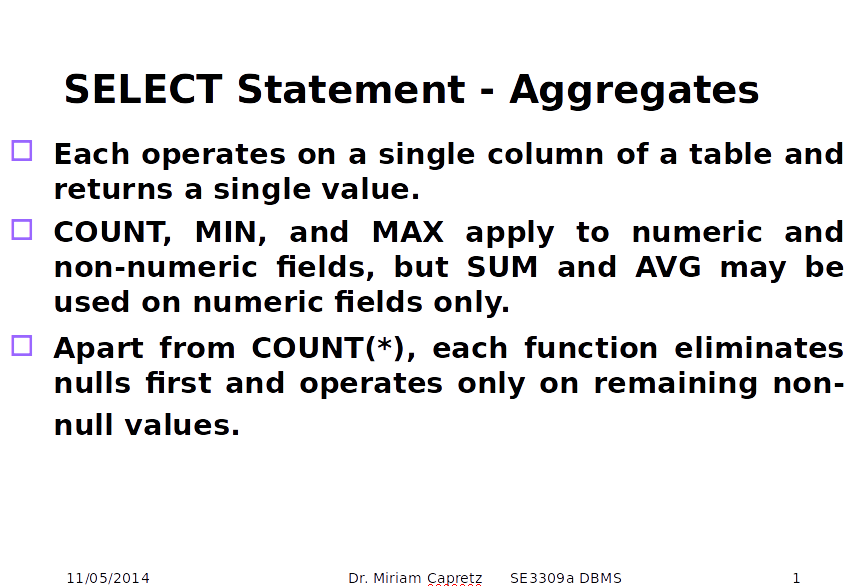 SELECT Statement - Aggregates
Each operates on a single column of a table and
returns a single value.
COUNT, MIN, and MAX apply to numeric and
non-numeric fields, but SUM and AVG may be
used on numeric fields only.
Apart from COUNT(*), each function eliminates
nulls first and operates only on remaining non-
null values.
11/05/2014 Dr. Miriam Capretz SE3309a DBMS 1